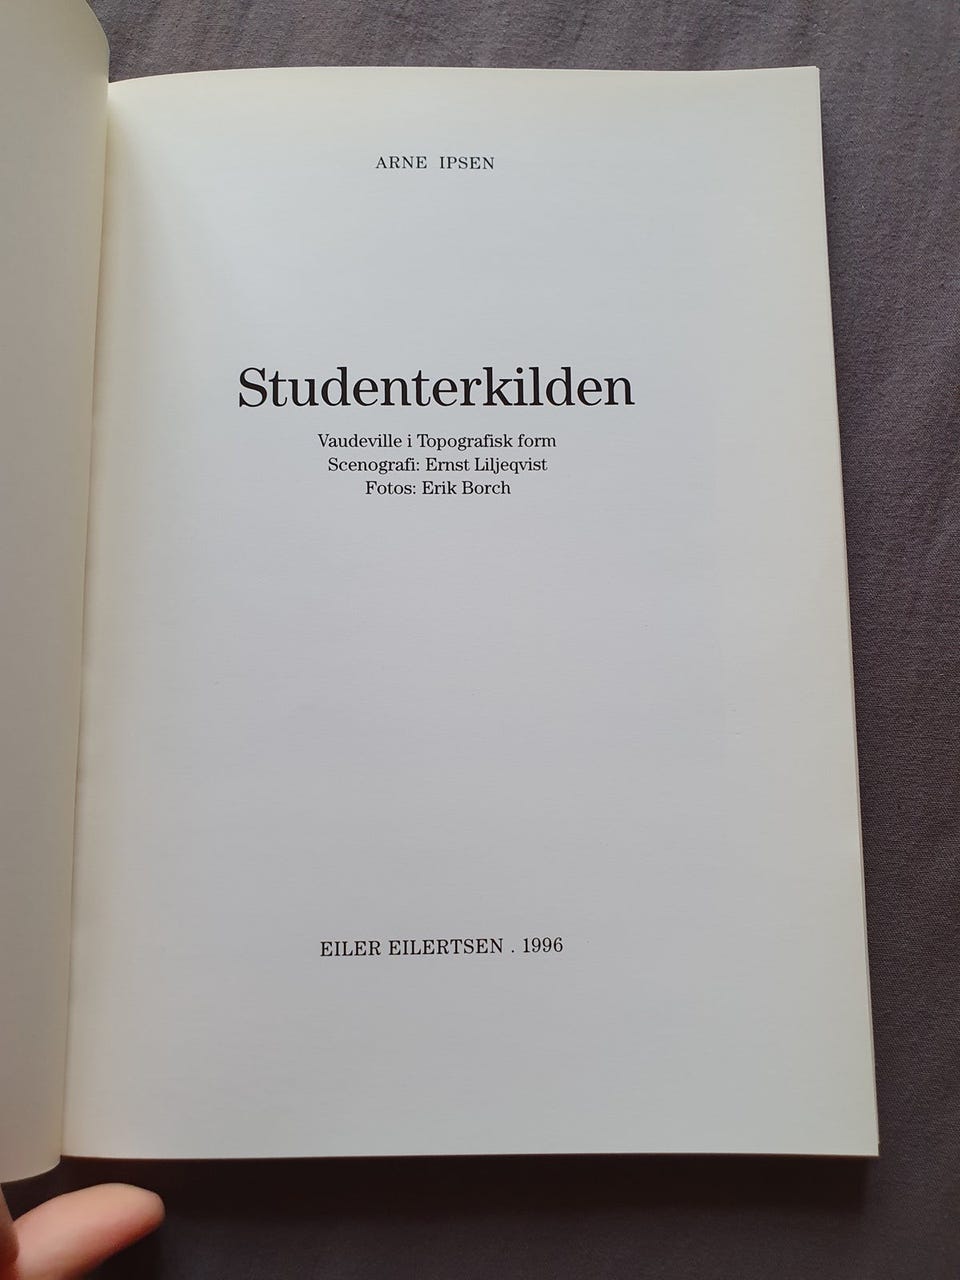 ARNE IPSEN
Studenterkilden
Vaudeville i Topografisk form
Scenografi: Ernst Liljeqvist
Fotos: Erik Borch
EILER EILERTSEN . 1996